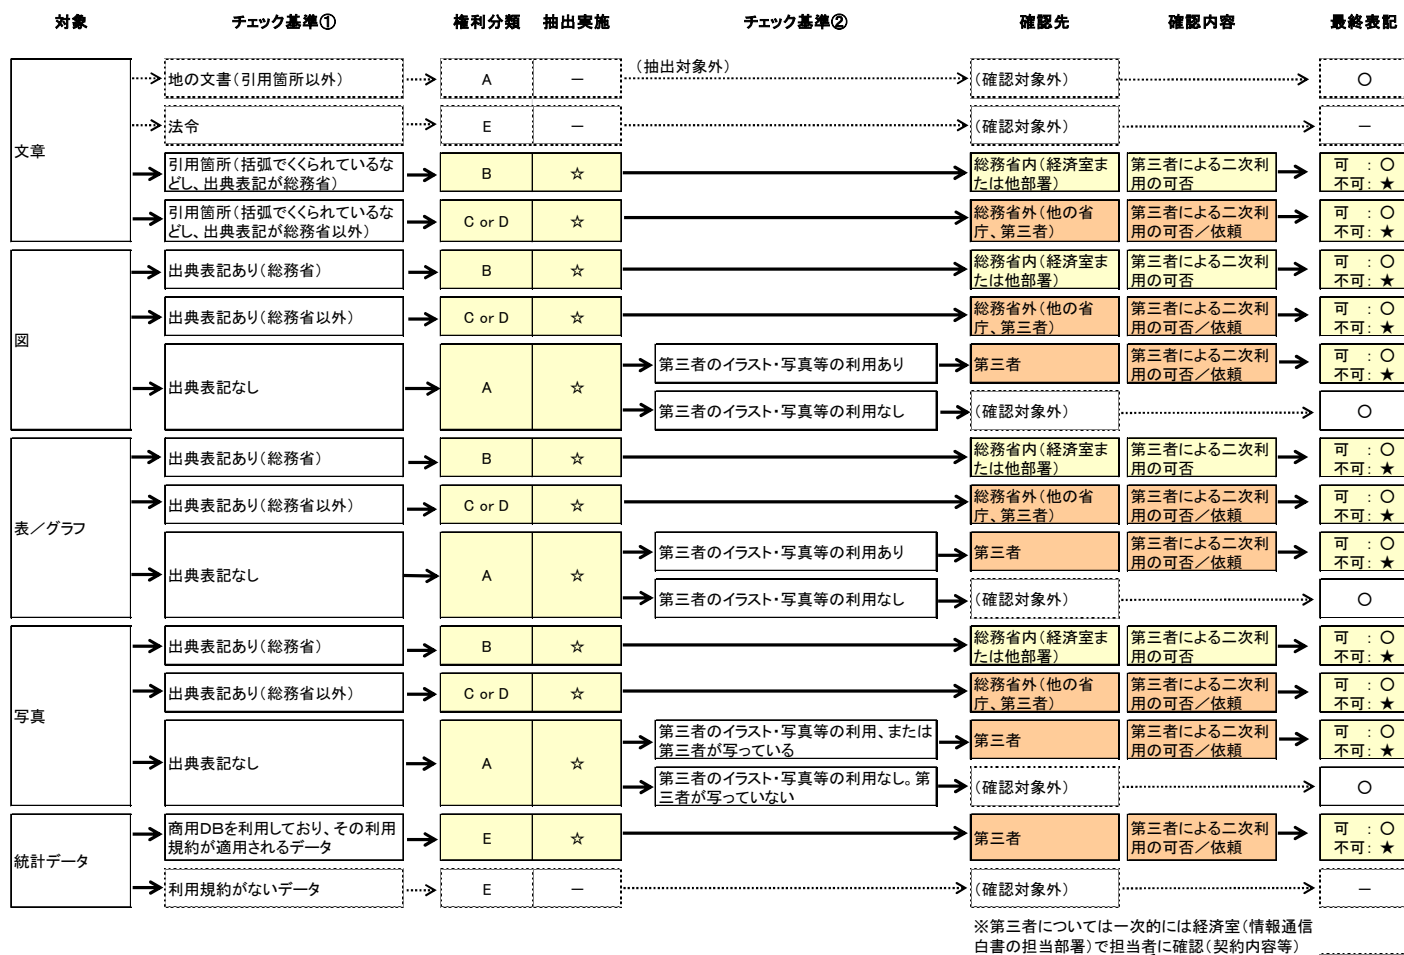 対象 チェック基準① 権利分類 抽出実施 チェック基準② 確認先 確認内容 最終表記
文章
地の文書（引用箇所以外） A － （抽出対象外） （確認対象外） ○
法令 E － （確認対象外） －
引用箇所（括弧でくくられているな
どし、出典表記が総務省）
B ☆
総務省内（経済室ま
たは他部署）
第三者による二次利
用の可否
可 ：○
不可：★
引用箇所（括弧でくくられているな
どし、出典表記が総務省以外）
C or D ☆
総務省外（他の省
庁、第三者）
第三者による二次利
用の可否／依頼
可 ：○
不可：★
図
出典表記あり（総務省） B ☆
総務省内（経済室ま
たは他部署）
第三者による二次利
用の可否
可 ：○
不可：★
出典表記あり（総務省以外） C or D ☆
総務省外（他の省
庁、第三者）
第三者による二次利
用の可否／依頼
可 ：○
不可：★
出典表記なし A ☆
第三者のイラスト・写真等の利用あり 第三者
第三者による二次利
用の可否／依頼
可 ：○
不可：★
第三者のイラスト・写真等の利用なし （確認対象外） ○
表／グラフ
出典表記あり（総務省） B ☆
総務省内（経済室ま
たは他部署）
第三者による二次利
用の可否
可 ：○
不可：★
出典表記あり（総務省以外） C or D ☆
総務省外（他の省
庁、第三者）
第三者による二次利
用の可否／依頼
可 ：○
不可：★
出典表記なし A ☆
第三者のイラスト・写真等の利用あり 第三者
第三者による二次利
用の可否／依頼
可 ：○
不可：★
第三者のイラスト・写真等の利用なし （確認対象外） ○
写真
出典表記あり（総務省） B ☆
総務省内（経済室ま
たは他部署）
第三者による二次利
用の可否
可 ：○
不可：★
出典表記あり（総務省以外） C or D ☆
総務省外（他の省
庁、第三者）
第三者による二次利
用の可否／依頼
可 ：○
不可：★
出典表記なし A ☆
第三者のイラスト・写真等の利用、または
第三者が写っている
第三者
第三者による二次利
用の可否／依頼
可 ：○
不可：★
第三者のイラスト・写真等の利用なし。第
三者が写っていない
（確認対象外） ○
統計データ
商用DBを利用しており、その利用
規約が適用されるデータ
E ☆
第三者
第三者による二次利
用の可否／依頼
可 ：○
不可：★
利用規約がないデータ E － （確認対象外） －
※第三者については一次的には経済室（情報通信
白書の担当部署）で担当者に確認（契約内容等）